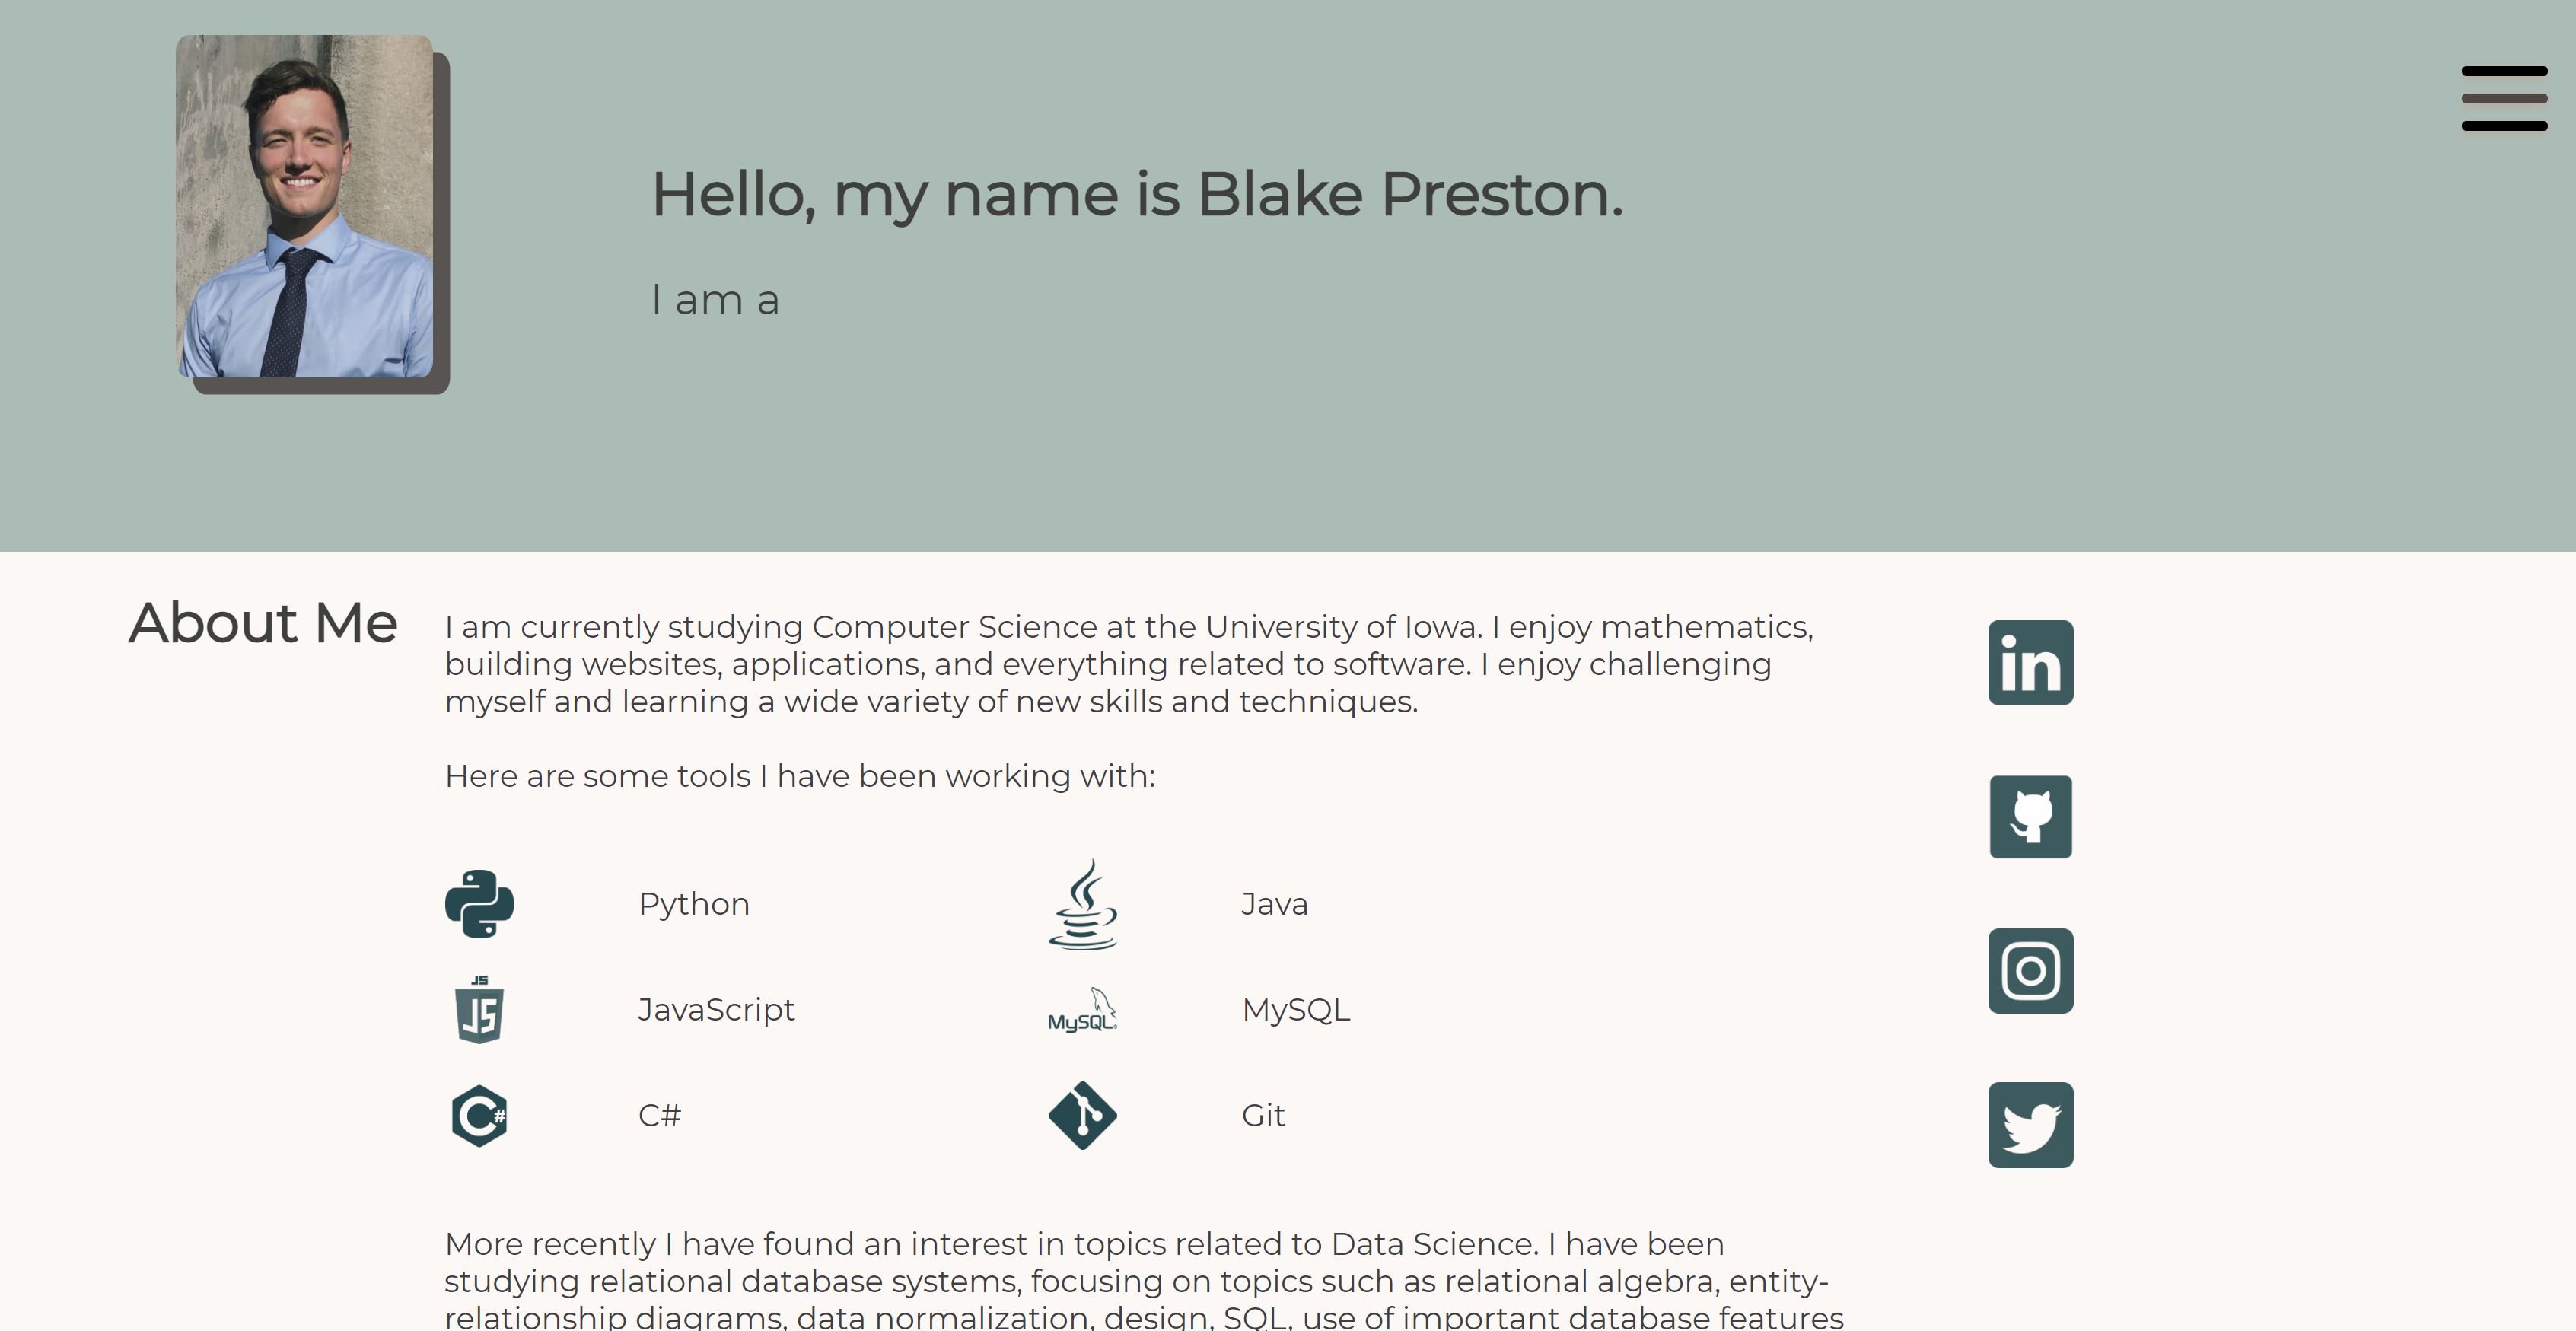 Hello, my name is Blake Preston.
I am a
About Me
I am currently studying Computer Science at the University of Iowa. I enjoy mathematics,
building websites, applications, and everything related to software. I enjoy challenging
myself and learning a wide variety of new skills and techniques.
Here are some tools I have been working with:
in
Python
Java
JS
JS
JavaScript
MySQL
MySQL
C#
C#
Git
More recently I have found an interest in topics related to Data Science. I have been
studying relational database systems, focusing on topics such as relational algebra, entity-
relationship diagrams, data normalization, design, SQL, use of important database features